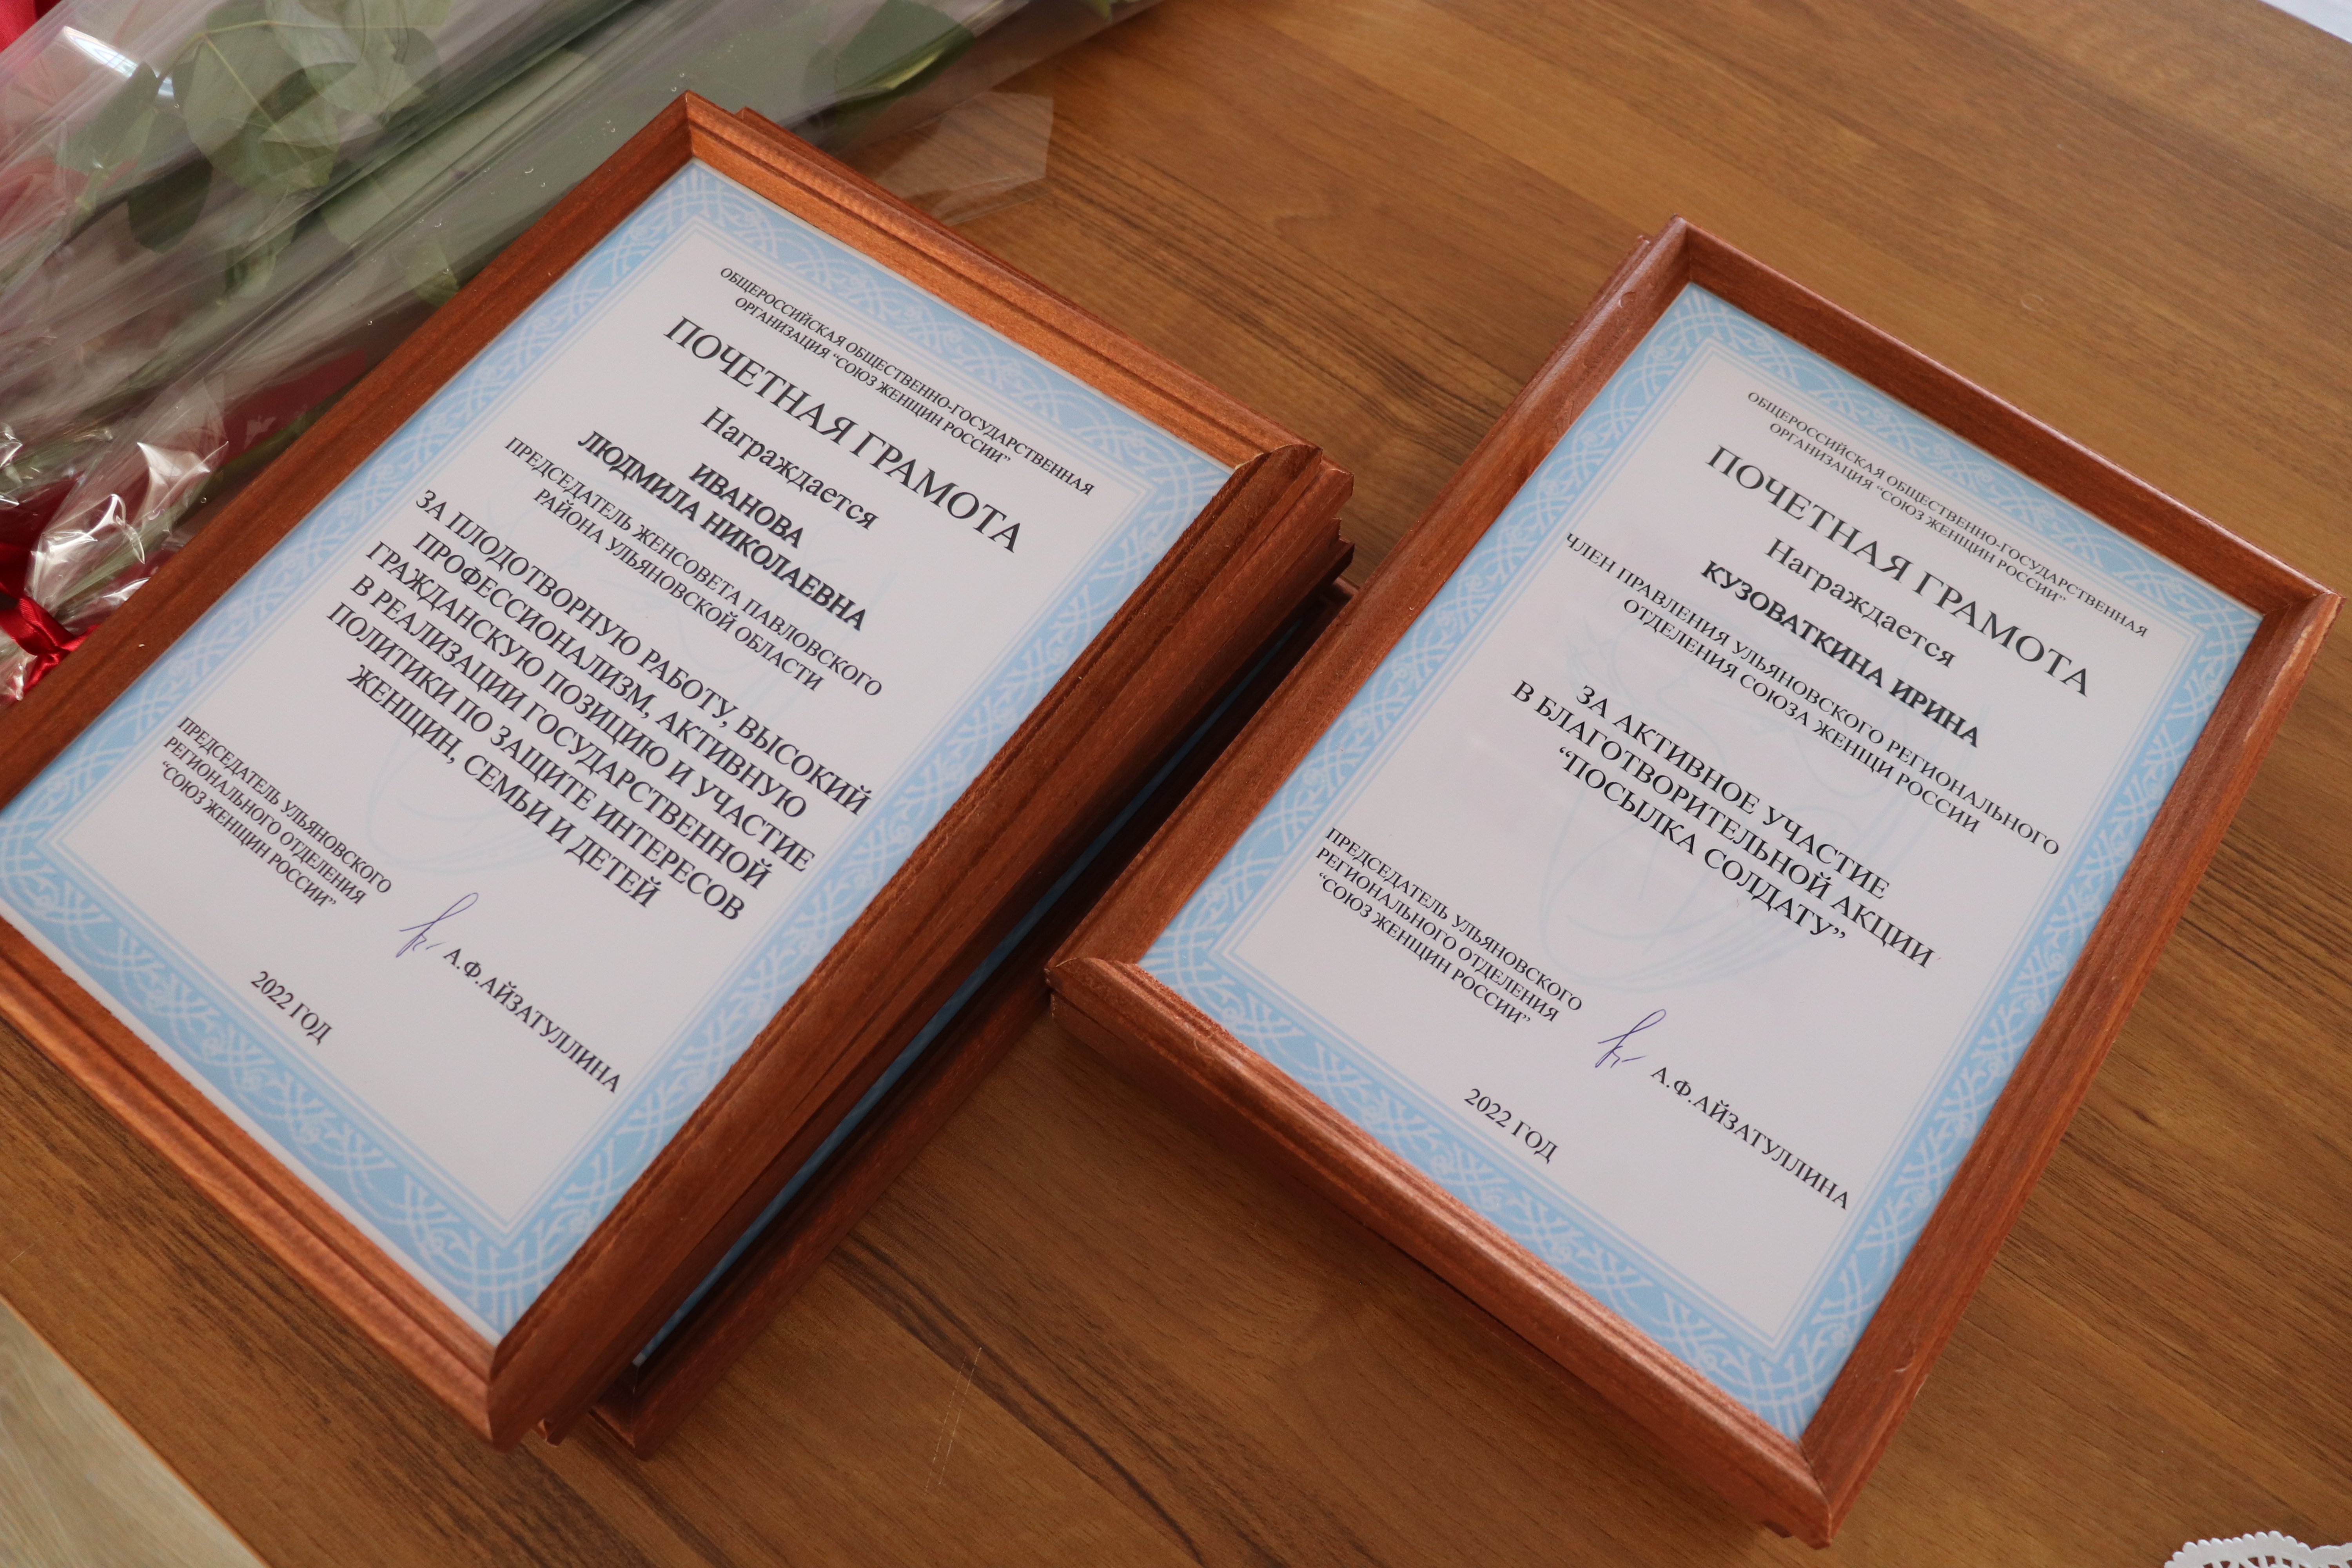 ОБЩЕРОССИЙСКАЯ ОБЩЕСТВЕННО-ГОСУДАРСТВЕННАЯ
ОРГАНИЗАЦИЯ "СОЮЗ ЖЕНЩИН РОССИИ"
ПОЧЕТНАЯ ГРАМОТА
Награждается
ИВАНОВА
ЛЮДМИЛА НИКОЛАЕВНА
ПРЕДСЕДАТЕЛЬ ЖЕНСОВЕТА ПАВЛОВСКОГО
РАЙОНА УЛЬЯНОВСКОЙ ОБЛАСТИ
ЗА ПЛОДОТВОРНУЮ РАБОТУ, ВЫСОКИЙ
ПРОФЕССИОНАЛИЗМ, АКТИВНУЮ
ГРАЖДАНСКУЮ ПОЗИЦИЮ И УЧАСТИЕ
В РЕАЛИЗАЦИИ ГОСУДАРСТВЕННОЙ
ПОЛИТИКИ ПО ЗАЩИТЕ ИНТЕРЕСОВ
ЖЕНЩИН, СЕМЬИ И ДЕТЕЙ
ПРЕДСЕДАТЕЛЬ УЛЬЯНОВСКОГО
РЕГИОНАЛЬНОГО ОТДЕЛЕНИЯ
"СОЮЗ ЖЕНЩИН РОССИИ"
А.Ф.АЙЗАТУЛЛИНА
2022 ГОД
ОБЩЕРОССИЙСКАЯ ОБЩЕСТВЕННО-ГОСУДАРСТВЕННАЯ
ОРГАНИЗАЦИЯ "СОЮЗ ЖЕНЩИН РОССИИ"
ПОЧЕТНАЯ ГРАМОТА
Награждается
КУЗОВАТКИНА ИРИНА
ЧЛЕН ПРАВЛЕНИЯ УЛЬЯНОВСКОГО РЕГИОНАЛЬНОГО
ОТДЕЛЕНИЯ СОЮЗА ЖЕНЩИ РОССИИ
ЗА АКТИВНОЕ УЧАСТИЕ
В БЛАГОТВОРИТЕЛЬНОЙ АКЦИИ
"ПОСЫЛКА СОЛДАТУ"
ПРЕДСЕДАТЕЛЬ УЛЬЯНОВСКОГО
РЕГИОНАЛЬНОГО ОТДЕЛЕНИЯ
"СОЮЗ ЖЕНЩИН РОССИИ"
А.Ф.АЙЗАТУЛЛИНА
2022 ГОД